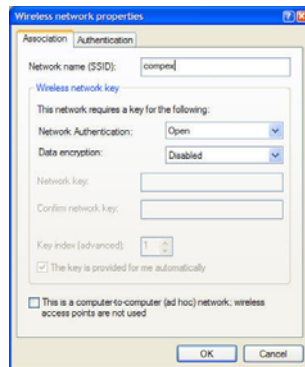 Wireless network properties
Association
Authentication
Network name (SSID):
compex
Wireless network key
This network requires a key for the following:
Network Authentication:
Open
Data encryption:
Disabled
Network key:
Confirm network key:
Key index (advanced):
1
The key is provided for me automatically
This is a computer-to-computer (ad hoc) network; wireless
access points are not used
OK
Cancel